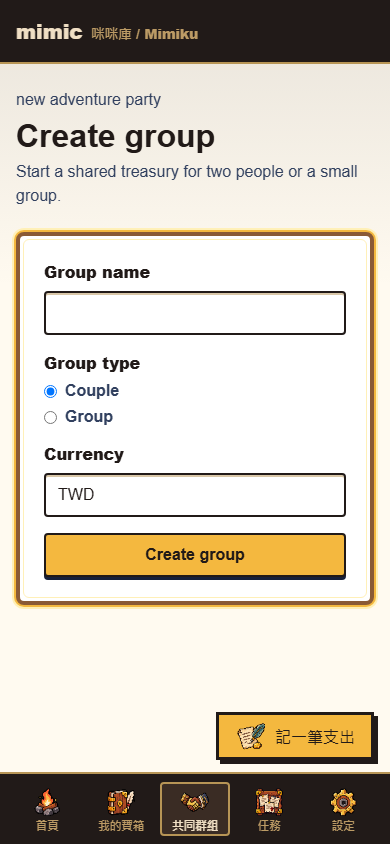 mimic 咪咪庫 / Mimiku
new adventure party
Create group
Start a shared treasury for two people or a small
group.
Group name
Group type
Couple
Group
Currency
TWD
Create group
記一筆支出
首頁 我的寶箱 共同群組 任務 設定